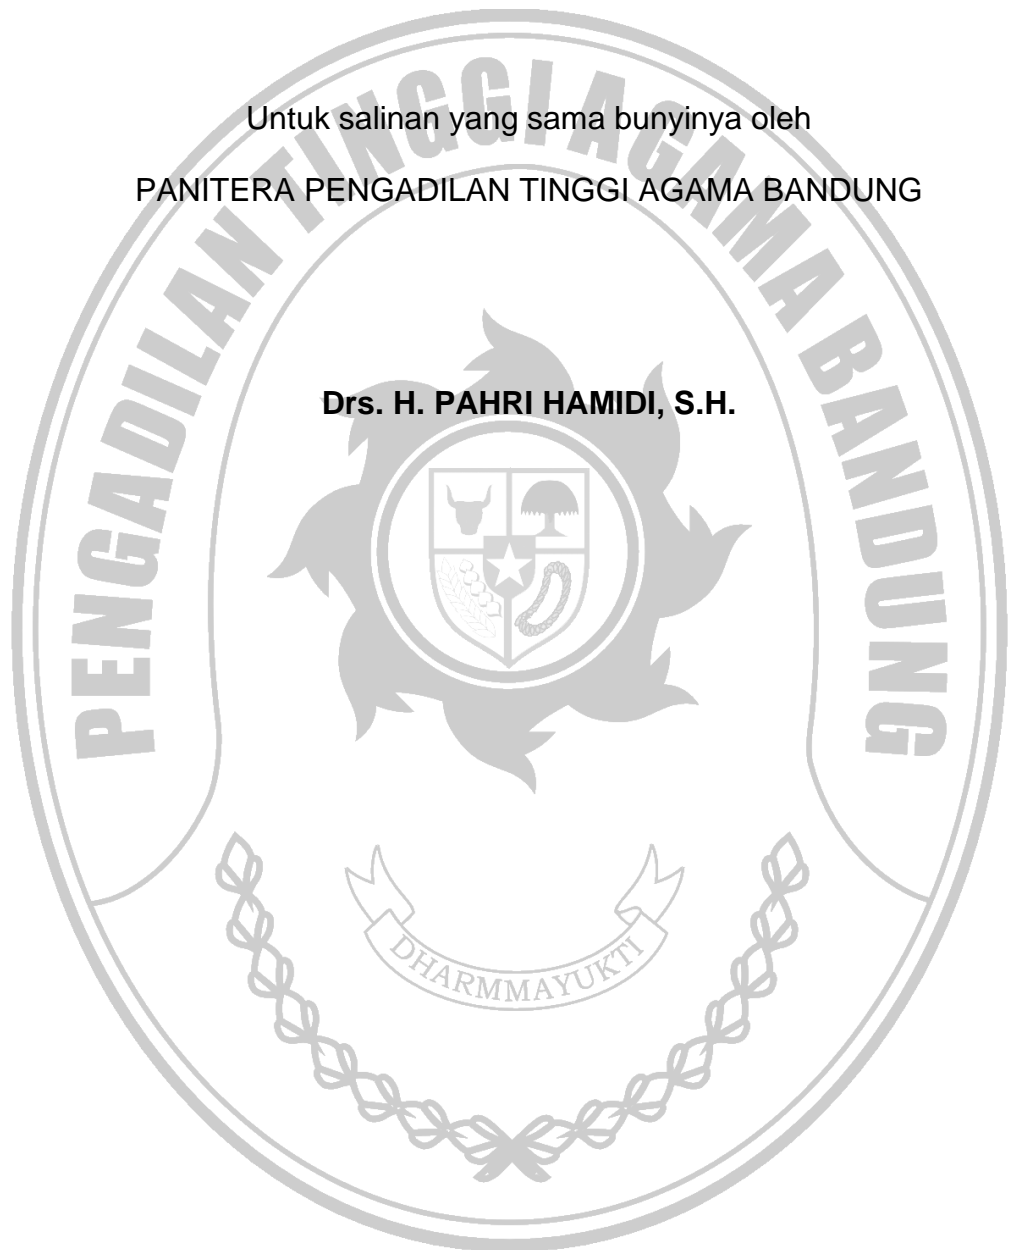 Untuk salinan yang sama bunyinya oleh
PANITERA PENGADILAN TINGGI AGAMA BANDUNG
Drs. H. PAHRI HAMIDI, S.H.
PENGADILAN TINGGI AGAMA BANDUNG
DHARMMAYUKTI